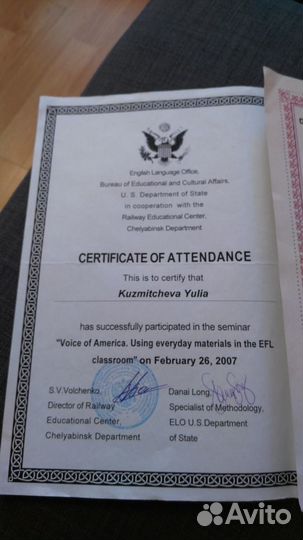 English Language Office,
Bureau of Educational and Cultural Affairs,
U. S. Department of State
in cooperation with the
Railway Educational Center,
Chelyabinsk Department
CERTIFICATE OF ATTENDANCE
This is to certify that
Kuzmitcheva Yulia
has successfully participated in the seminar
"Voice of America. Using everyday materials in the EFL
classroom" on February 26, 2007
S.V.Volchenko,
Director of Railway
Educational Center,
Chelyabinsk Department
Danai Long,
Specialist of Methodology,
ELO U.S.Department
of State
Avito